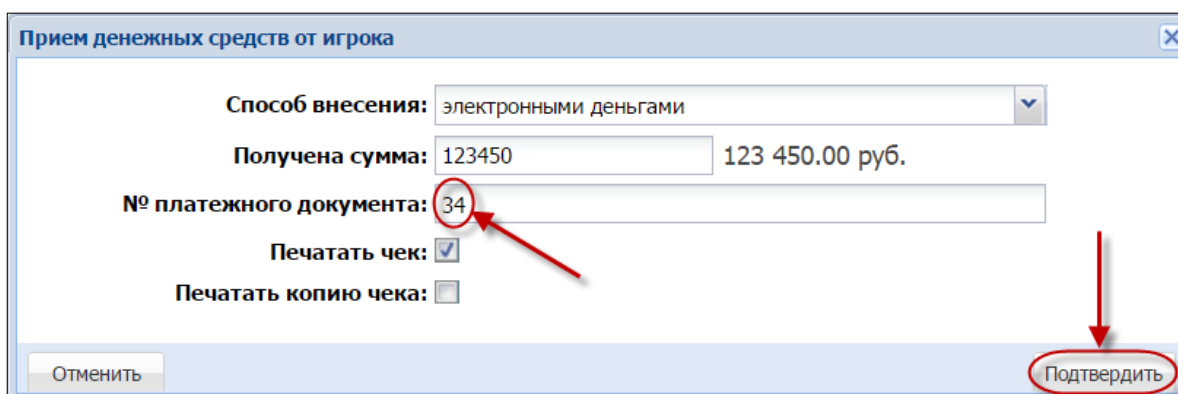 Прием денежных средств от игрока
Способ внесения: электронными деньгами
Получена сумма: 123450 123 450.00 руб.
№ платежного документа: 34
Печатать чек:
Печатать копию чека:
Отменить Подтвердить